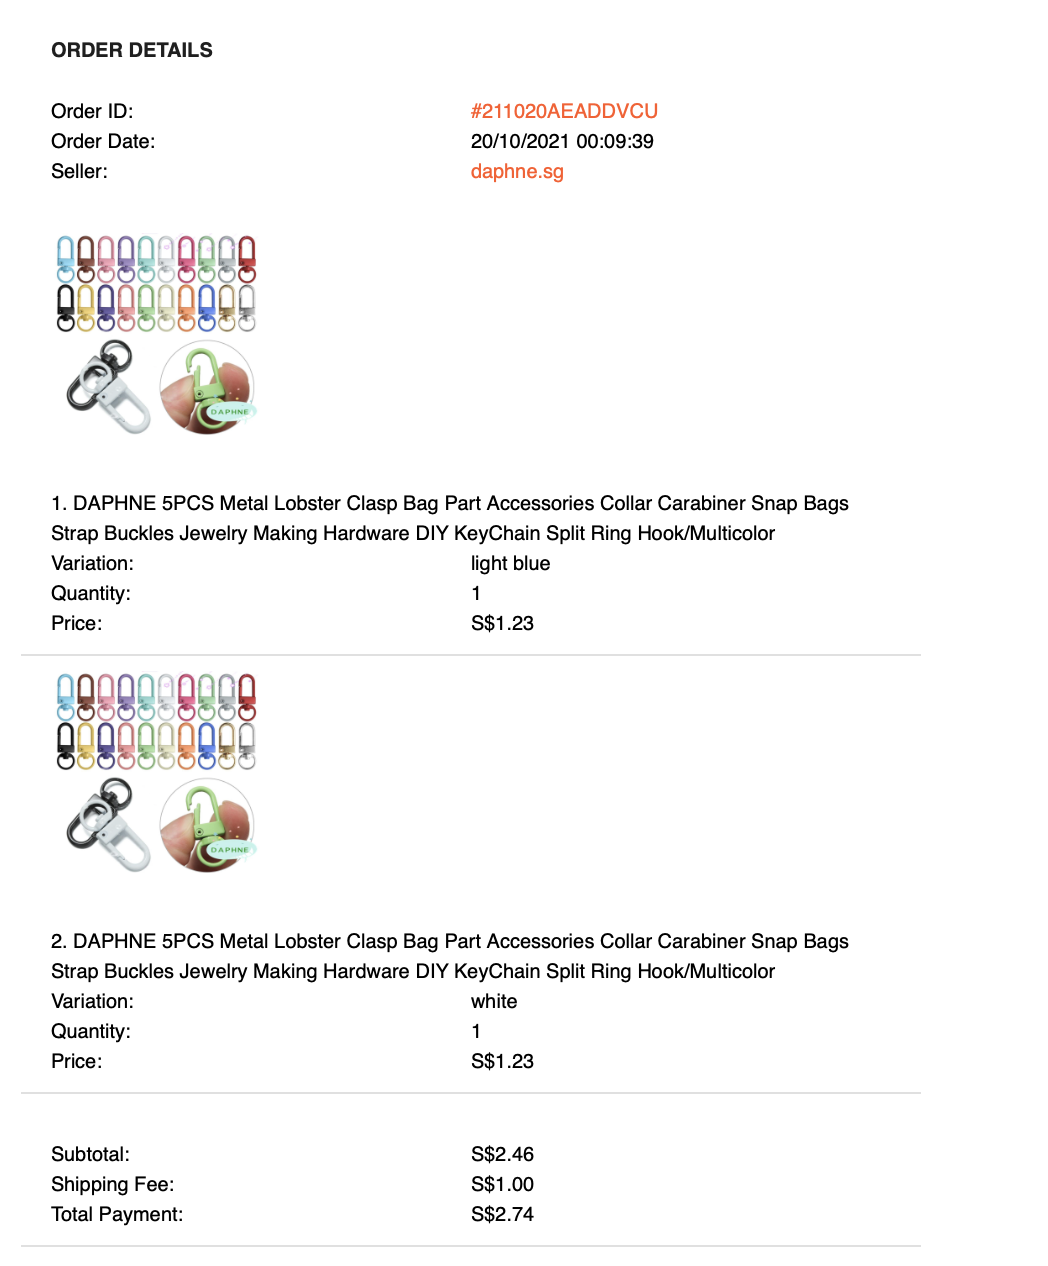 ORDER DETAILS
Order ID: #211020AEADDVCU
Order Date: 20/10/2021 00:09:39
Seller: daphne.sg
DAPHNE
1. DAPHNE 5PCS Metal Lobster Clasp Bag Part Accessories Collar Carabiner Snap Bags
Strap Buckles Jewelry Making Hardware DIY KeyChain Split Ring Hook/Multicolor
Variation: light blue
Quantity: 1
Price: S$1.23
DAPHNE
2. DAPHNE 5PCS Metal Lobster Clasp Bag Part Accessories Collar Carabiner Snap Bags
Strap Buckles Jewelry Making Hardware DIY KeyChain Split Ring Hook/Multicolor
Variation: white
Quantity: 1
Price: S$1.23
Subtotal: S$2.46
Shipping Fee: S$1.00
Total Payment: S$2.74